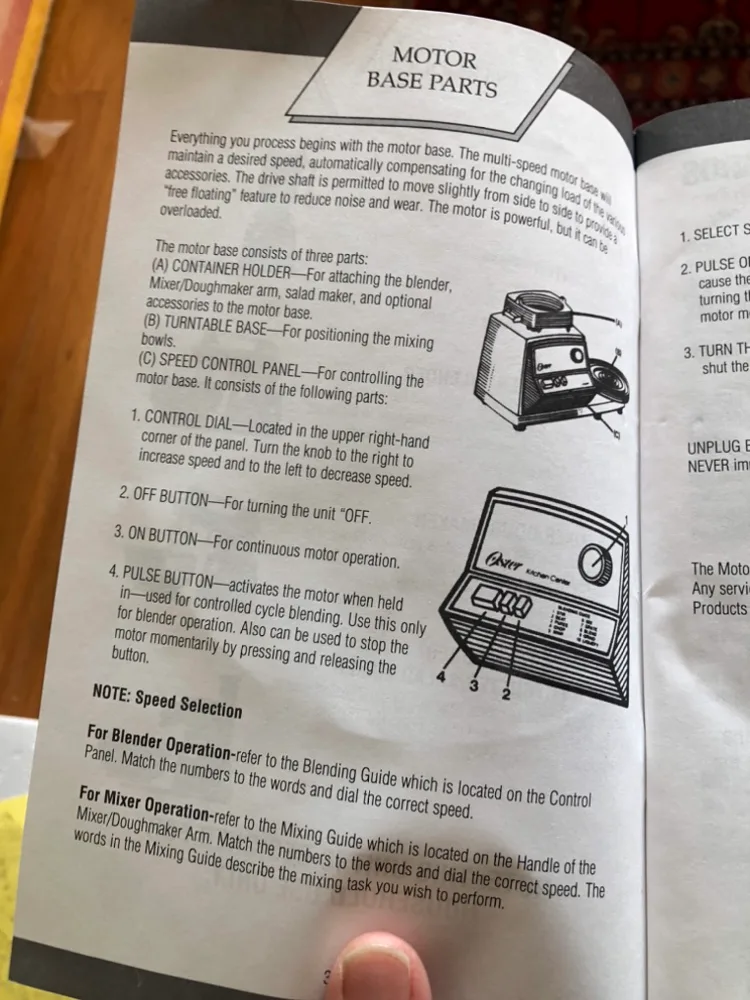 MOTOR
BASE PARTS
Everything you process begins with the motor base. The multi-speed motor base will
maintain a desired speed, automatically compensating for the changing load of the various
accessories. The drive shaft is permitted to move slightly from side to side to provide a
"free floating" feature to reduce noise and wear. The motor is powerful, but it can be
overloaded.
The motor base consists of three parts:
(A) CONTAINER HOLDER—For attaching the blender,
Mixer/Doughmaker arm, salad maker, and optional
accessories to the motor base.
(B) TURNTABLE BASE—For positioning the mixing
bowls.
(C) SPEED CONTROL PANEL—For controlling the
motor base. It consists of the following parts:
1. CONTROL DIAL—Located in the upper right-hand
corner of the panel. Turn the knob to the right to
increase speed and to the left to decrease speed.
2. OFF BUTTON—For turning the unit "OFF.
3. ON BUTTON—For continuous motor operation.
4. PULSE BUTTON—activates the motor when held
in—used for controlled cycle blending. Use this only
for blender operation. Also can be used to stop the
motor momentarily by pressing and releasing the
button.
(A)
(B)
(C)
Oster
1
Oster Kitchen Center
4 3 2
NOTE: Speed Selection
For Blender Operation-refer to the Blending Guide which is located on the Control
Panel. Match the numbers to the words and dial the correct speed.
For Mixer Operation-refer to the Mixing Guide which is located on the Handle of the
Mixer/Doughmaker Arm. Match the numbers to the words and dial the correct speed. The
words in the Mixing Guide describe the mixing task you wish to perform.
1. SELECT S
2. PULSE O
cause the
turning t
motor m
3. TURN TH
shut the
UNPLUG
NEVER im
The Moto
Any servi
Products